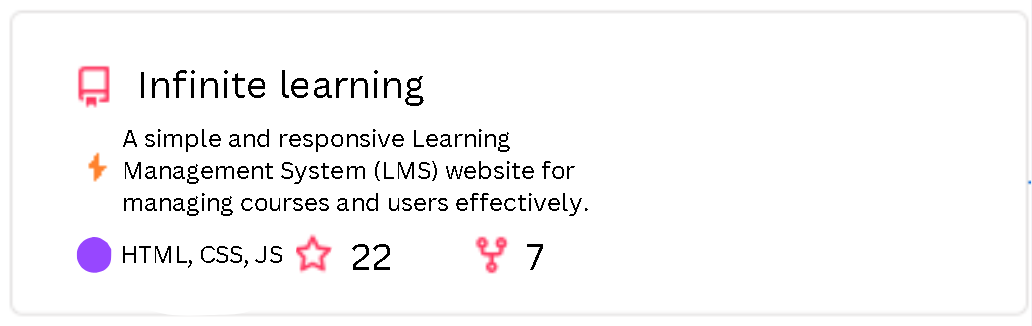 Infinite learning
A simple and responsive Learning
Management System (LMS) website for
managing courses and users effectively.
HTML, CSS, JS 22 7